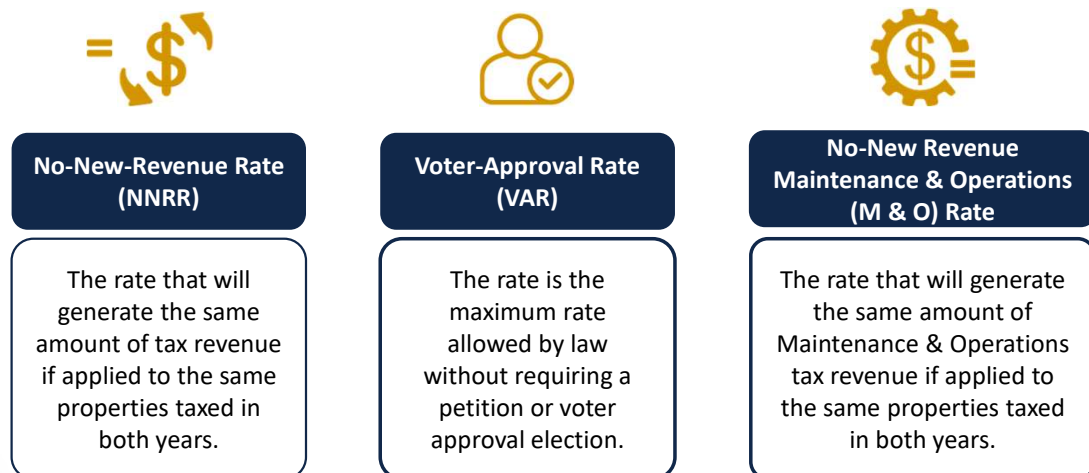 No-New-Revenue Rate
(NNRR)
The rate that will
generate the same
amount of tax revenue
if applied to the same
properties taxed in
both years.
Voter-Approval Rate
(VAR)
The rate is the
maximum rate
allowed by law
without requiring a
petition or voter
approval election.
No-New Revenue
Maintenance & Operations
(M & O) Rate
The rate that will generate
the same amount of
Maintenance & Operations
tax revenue if applied to
the same properties taxed
in both years.